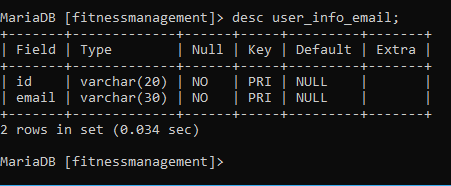 MariaDB [fitnessmanagement]> desc user_info_email;
+-------+-------------+------+-----+---------+-------+
| Field | Type        | Null | Key | Default | Extra |
+-------+-------------+------+-----+---------+-------+
| id    | varchar(20) | NO   | PRI | NULL    |       |
| email | varchar(30) | NO   | PRI | NULL    |       |
+-------+-------------+------+-----+---------+-------+
2 rows in set (0.034 sec)
MariaDB [fitnessmanagement]>